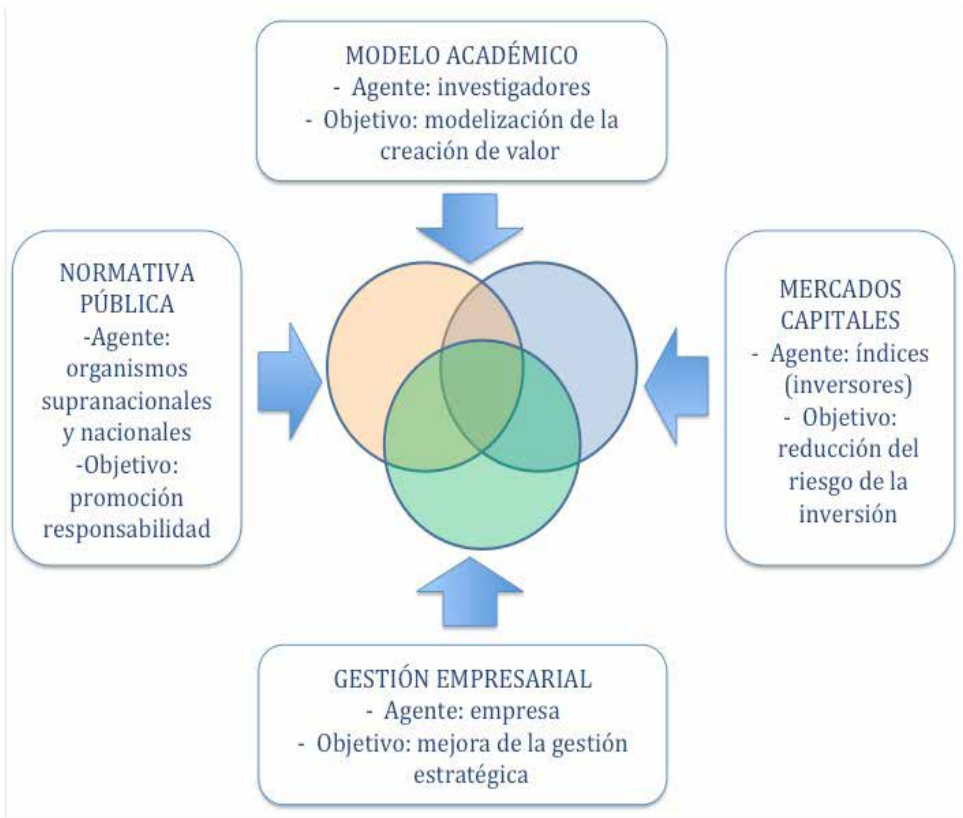 MODELO ACADÉMICO
- Agente: investigadores
- Objetivo: modelización de la
creación de valor
NORMATIVA
PÚBLICA
-Agente:
organismos
supranacionales
y nacionales
-Objetivo:
promoción
responsabilidad
MERCADOS
CAPITALES
- Agente: índices
(inversores)
- Objetivo:
reducción del
riesgo de la
inversión
GESTIÓN EMPRESARIAL
- Agente: empresa
- Objetivo: mejora de la gestión
estratégica